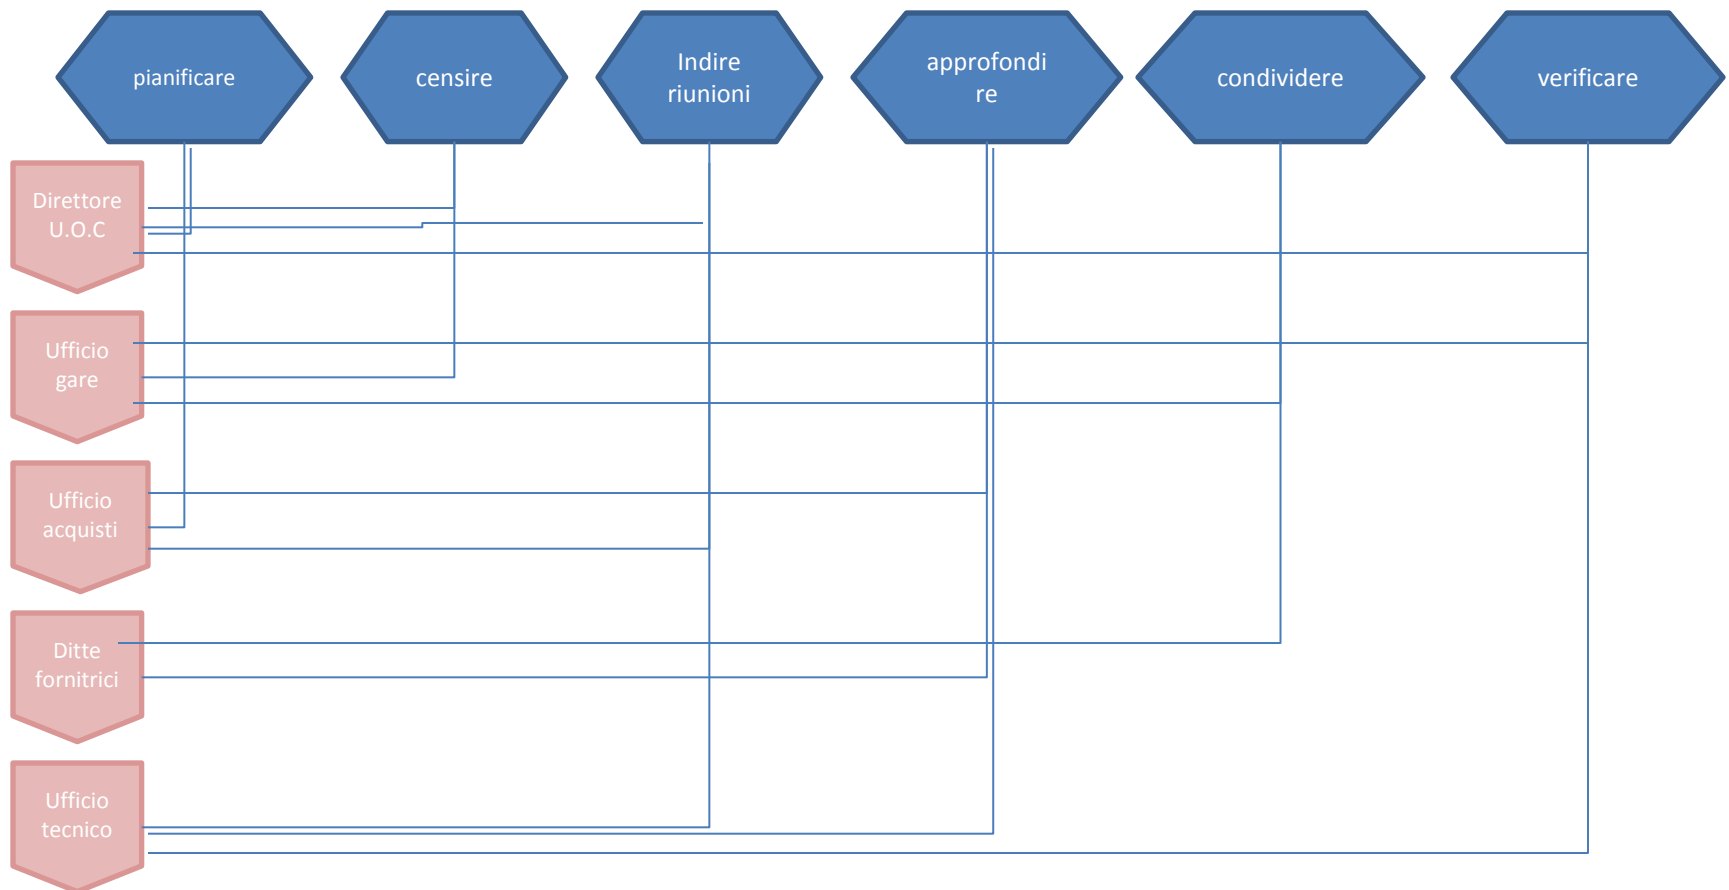 pianificare
censire
Indire
riunioni
approfondi
re
condividere
verificare
Direttore
U.O.C
Ufficio
gare
Ufficio
acquisti
Ditte
fornitrici
Ufficio
tecnico